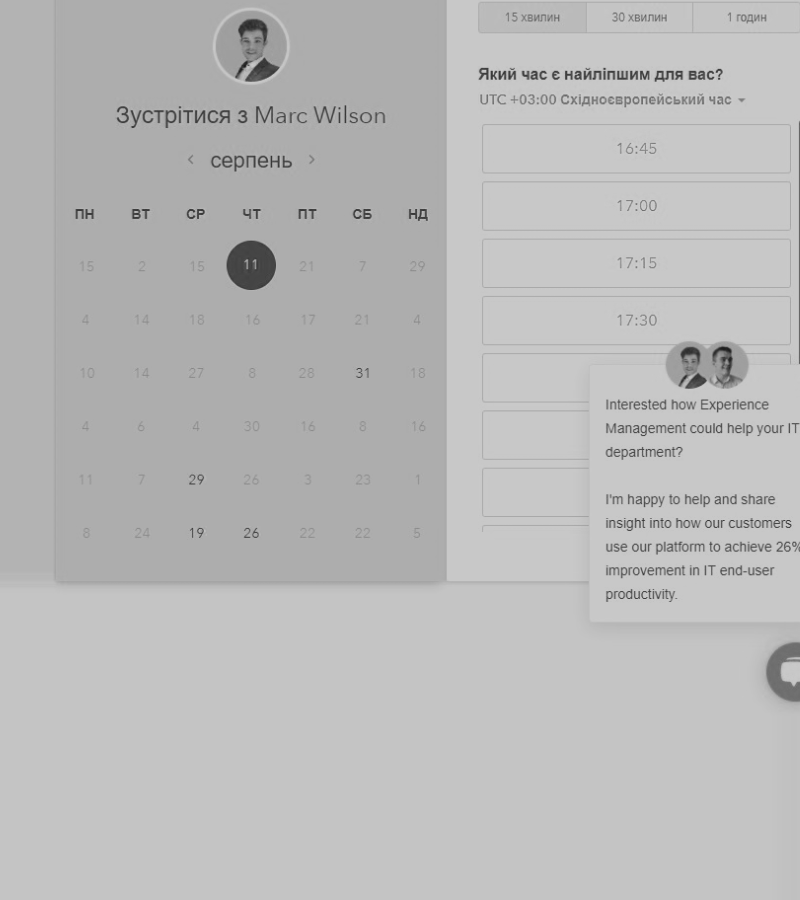 Зустрітися з Marc Wilson
серпень
ПН ВТ СР ЧТ ПТ СБ НД
15 2 15 11 21 7 29
4 14 18 16 17 21 4
10 14 27 8 28 31 18
4 6 4 30 16 8 16
11 7 29 26 3 23 1
8 24 19 26 22 22 5
15 хвилин 30 хвилин 1 годин
Який час є найліпшим для вас?
UTC +03:00 Східноєвропейський час
16:45
17:00
17:15
17:30
Interested how Experience
Management could help your IT
department?
I'm happy to help and share
insight into how our customers
use our platform to achieve 26%
improvement in IT end-user
productivity.